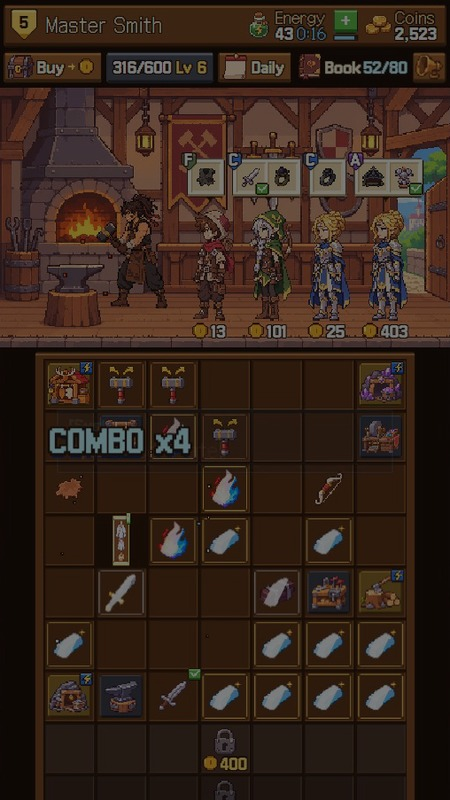 5 Master Smith
Energy
43 0:16
+
Coins
2,523
Buy
316/600 Lv 6
Daily
Book 52/80
F
C
C
A
13
101
25
403
COMBO x4
400